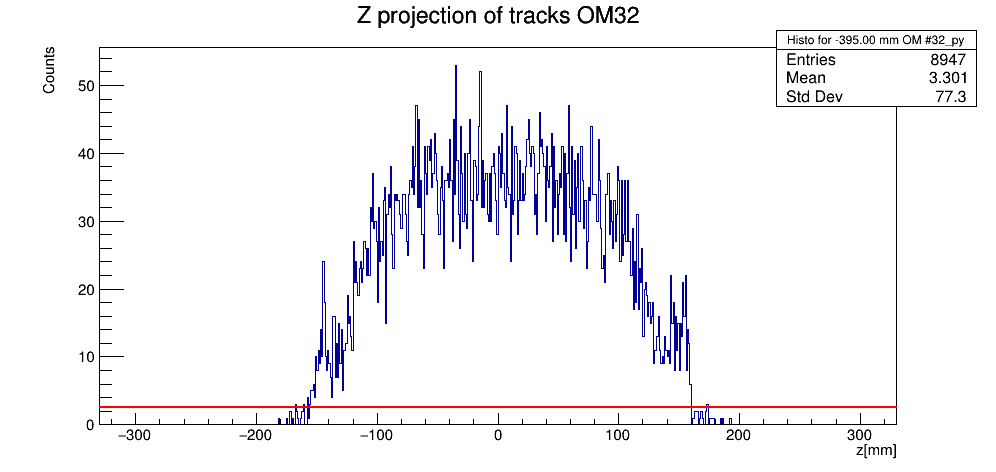 Z projection of tracks OM32
Histo for -395.00 mm OM #32_py
Entries 8947
Mean 3.301
Std Dev 77.3
Counts
50
40
30
20
10
0
−300 −200 −100 0 100 200 300
z[mm]